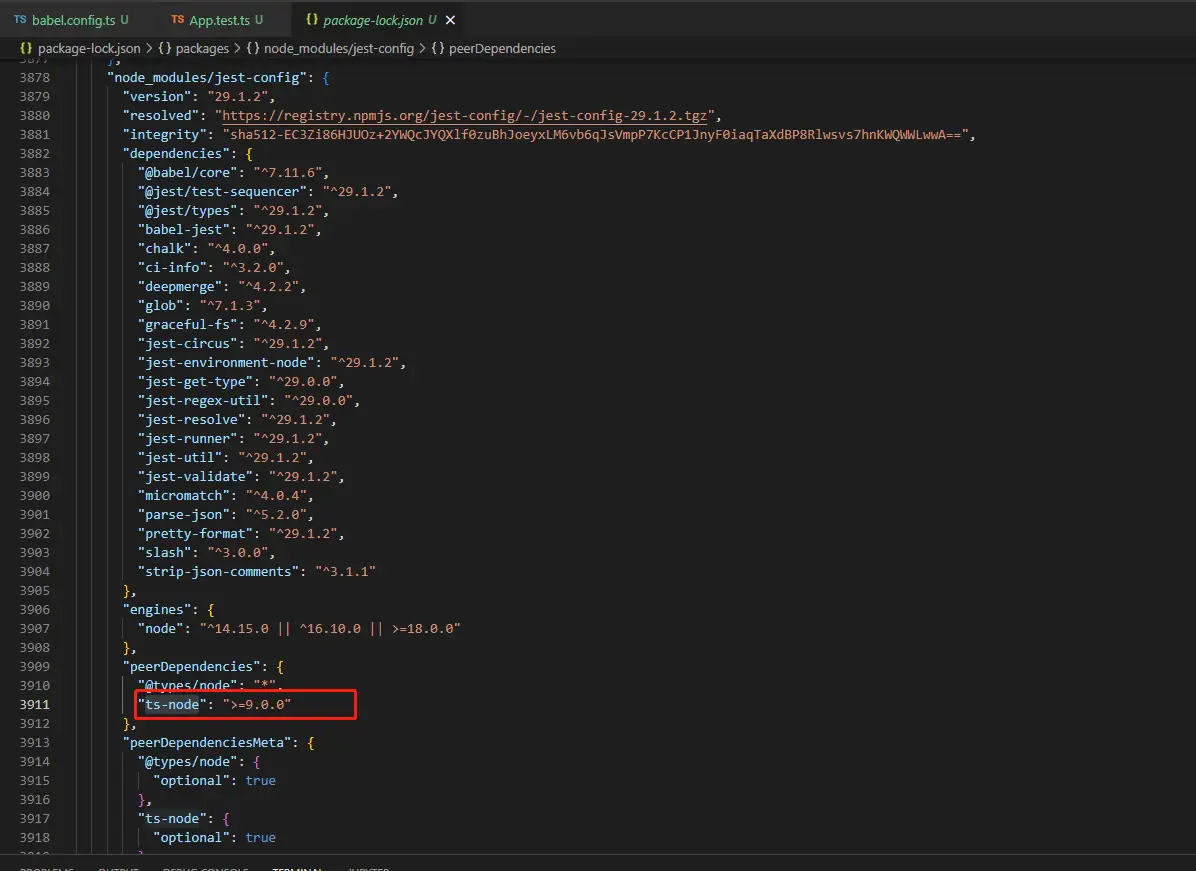 TS babel.config.ts U TS App.test.ts U {} package-lock.json U ×
{} package-lock.json > {} packages > {} node_modules/jest-config > {} peerDependencies
3877 },
3878 "node_modules/jest-config": {
3879 "version": "29.1.2",
3880 "resolved": "https://registry.npmjs.org/jest-config/-/jest-config-29.1.2.tgz",
3881 "integrity": "sha512-EC3Zi86HJUOz+2YWQcJYQXlf0zuBhJoeyxLM6vb6qJsVmpP7KcCP1JnyF0iaqTaXdBP8Rlwsvs7hnKWQWWLwwA==",
3882 "dependencies": {
3883 "@babel/core": "^7.11.6",
3884 "@jest/test-sequencer": "^29.1.2",
3885 "@jest/types": "^29.1.2",
3886 "babel-jest": "^29.1.2",
3887 "chalk": "^4.0.0",
3888 "ci-info": "^3.2.0",
3889 "deepmerge": "^4.2.2",
3890 "glob": "^7.1.3",
3891 "graceful-fs": "^4.2.9",
3892 "jest-circus": "^29.1.2",
3893 "jest-environment-node": "^29.1.2",
3894 "jest-get-type": "^29.0.0",
3895 "jest-regex-util": "^29.0.0",
3896 "jest-resolve": "^29.1.2",
3897 "jest-runner": "^29.1.2",
3898 "jest-util": "^29.1.2",
3899 "jest-validate": "^29.1.2",
3900 "micromatch": "^4.0.4",
3901 "parse-json": "^5.2.0",
3902 "pretty-format": "^29.1.2",
3903 "slash": "^3.0.0",
3904 "strip-json-comments": "^3.1.1"
3905 },
3906 "engines": {
3907 "node": "^14.15.0 || ^16.10.0 || >=18.0.0"
3908 },
3909 "peerDependencies": {
3910 "@types/node": "*",
3911 "ts-node": ">=9.0.0"
3912 },
3913 "peerDependenciesMeta": {
3914 "@types/node": {
3915 "optional": true
3916 },
3917 "ts-node": {
3918 "optional": true
3919 }
PROBLEMS OUTPUT DEBUG CONSOLE TERMINAL JUPYTER